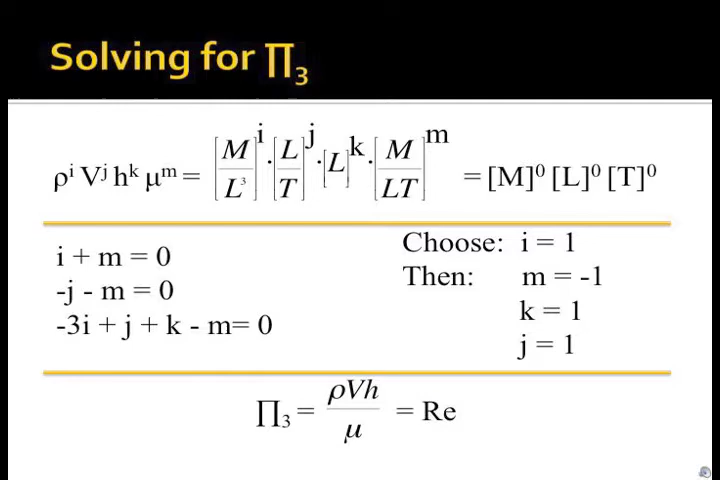 Solving for ∏₃
ρⁱ Vʲ hᵏ μᵐ = [M/L³]ⁱ · [L/T]ʲ · [L]ᵏ · [M/LT]ᵐ = [M]⁰ [L]⁰ [T]⁰
i + m = 0
-j - m = 0
-3i + j + k - m= 0
Choose: i = 1
Then: m = -1
k = 1
j = 1
∏₃ = ρVh/μ = Re